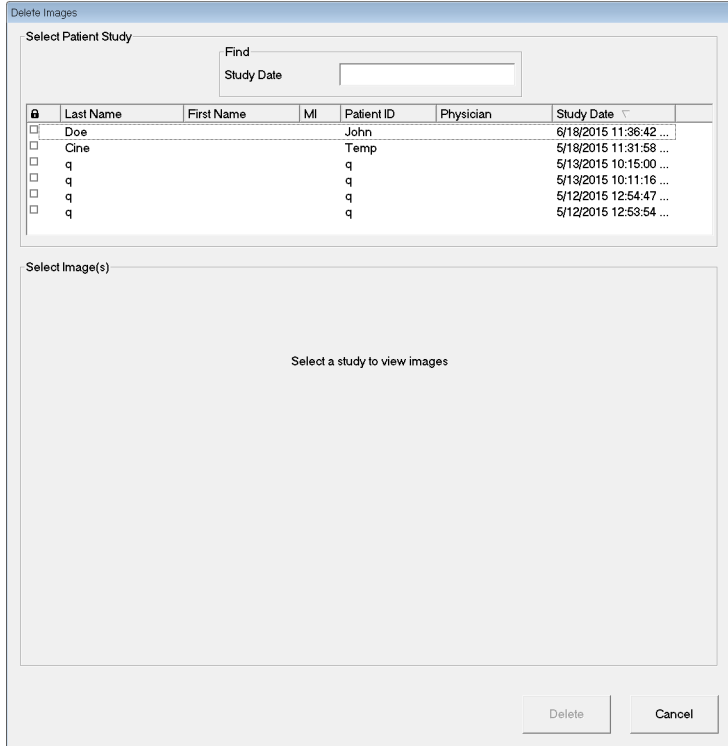 Delete Images
Select Patient Study
Find
Study Date
Last Name First Name MI Patient ID Physician Study Date
Doe John 6/18/2015 11:36:42 ...
Cine Temp 5/18/2015 11:31:58 ...
q q 5/13/2015 10:15:00 ...
q q 5/13/2015 10:11:16 ...
q q 5/12/2015 12:54:47 ...
q q 5/12/2015 12:53:54 ...
Select Image(s)
Select a study to view images
Delete Cancel